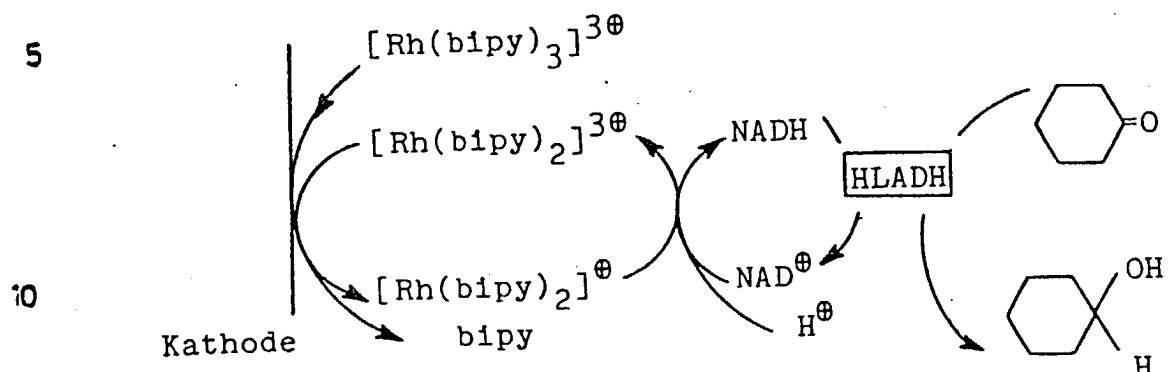 5
[Rh(bipy)₃]³⊕
[Rh(bipy)₂]³⊕
NADH
=O
HLADH
[Rh(bipy)₂]⊕
NAD⊕
OH
10
bipy
H⊕
Kathode
H